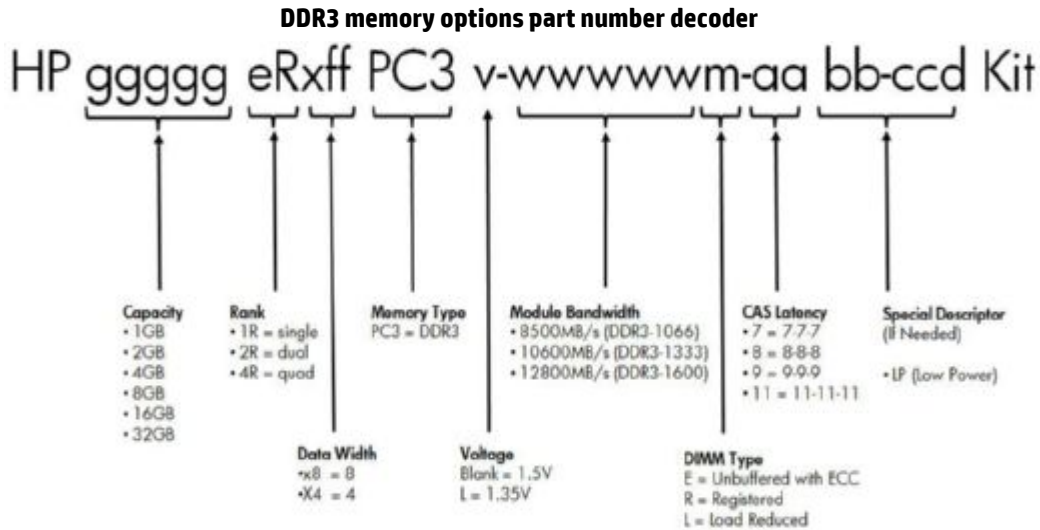 DDR3 memory options part number decoder
HP ggggg eRxff PC3 v-wwwwwm-aa bb-ccd Kit
Capacity
• 1GB
• 2GB
• 4GB
• 8GB
• 16GB
• 32GB
Rank
• 1R = single
• 2R = dual
• 4R = quad
Memory Type
PC3 = DDR3
Module Bandwidth
• 8500MB/s (DDR3-1066)
• 10600MB/s (DDR3-1333)
• 12800MB/s (DDR3-1600)
CAS Latency
• 7 = 7-7-7
• 8 = 8-8-8
• 9 = 9-9-9
• 11 = 11-11-11
Special Descriptor
(If Needed)
• LP (Low Power)
Data Width
•x8 = 8
•X4 = 4
Voltage
Blank = 1.5V
L = 1.35V
DIMM Type
E = Unbuffered with ECC
R = Registered
L = Load Reduced